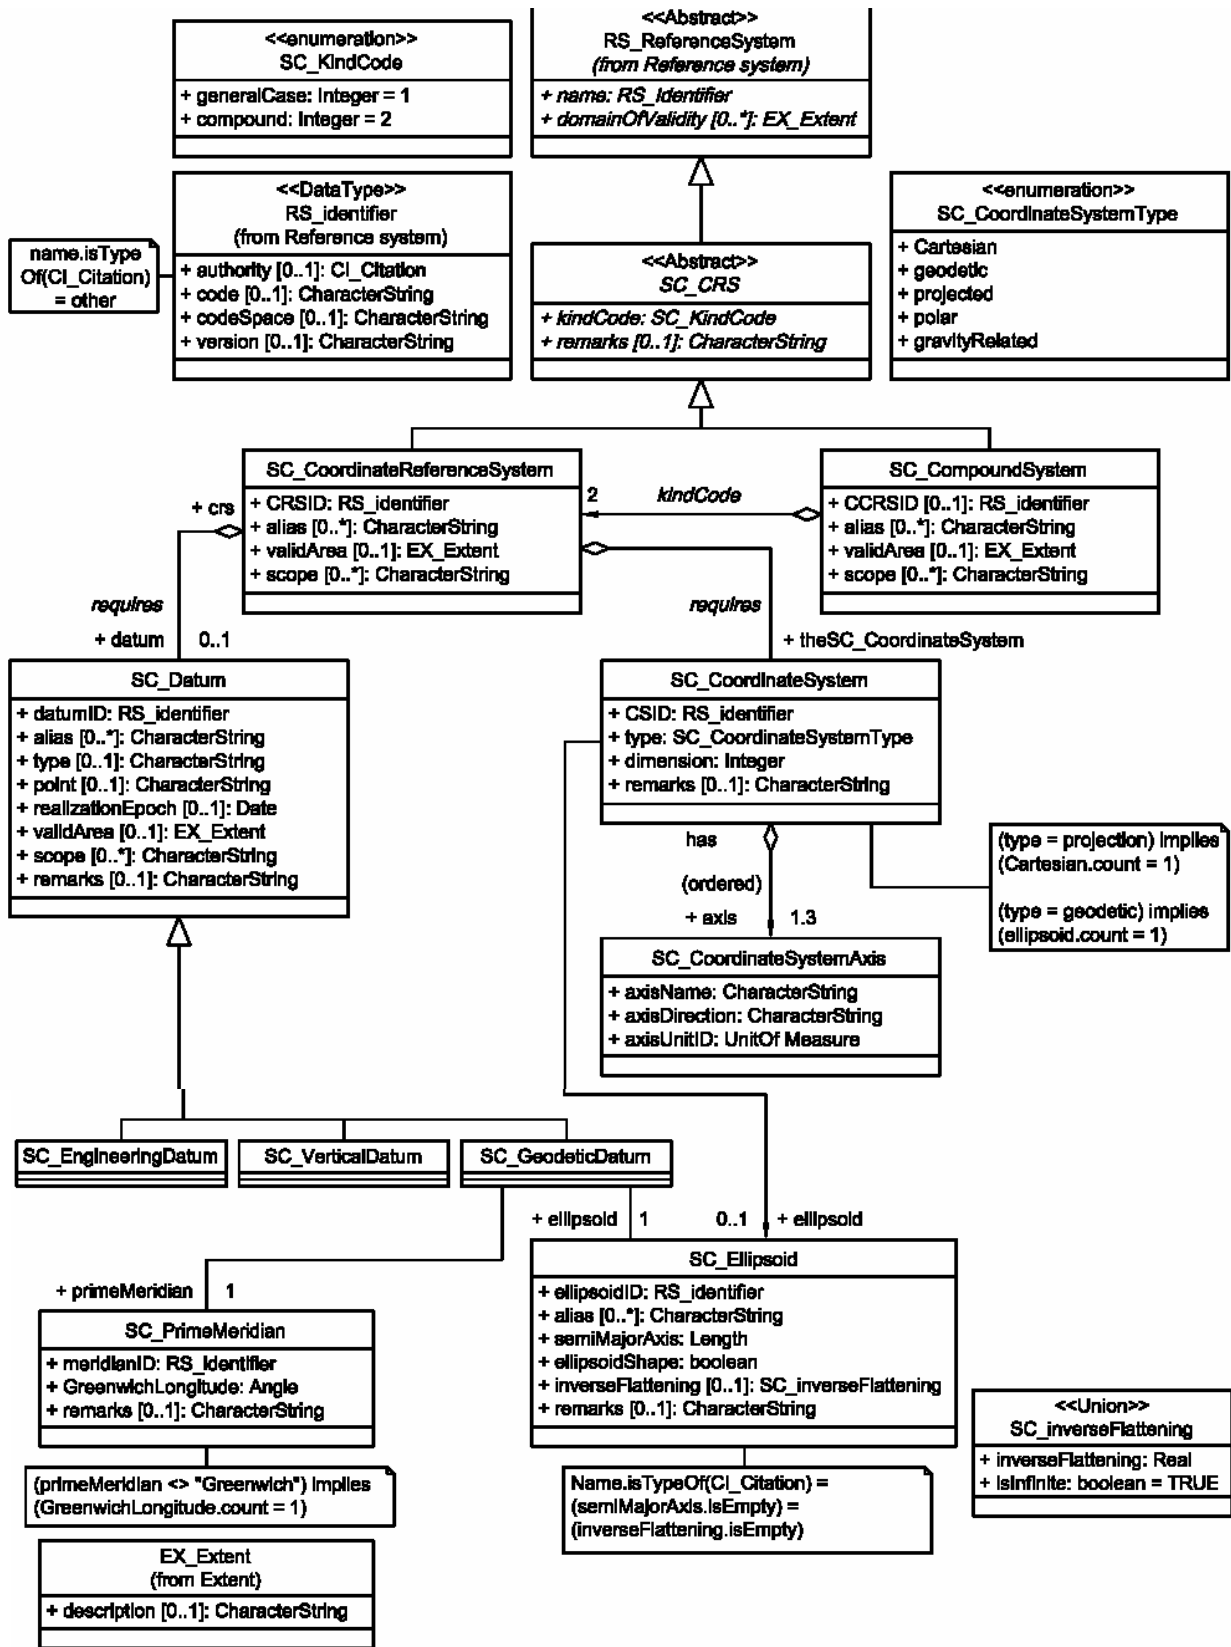 <<enumeration>>
SC_KindCode
+ generalCase: Integer = 1
+ compound: Integer = 2
<<Abstract>>
RS_ReferenceSystem
(from Reference system)
+ name: RS_Identifier
+ domainOfValidity [0..*]: EX_Extent
<<DataType>>
RS_identifier
(from Reference system)
+ authority [0..1]: CI_Citation
+ code [0..1]: CharacterString
+ codeSpace [0..1]: CharacterString
+ version [0..1]: CharacterString
name.isType
Of(CI_Citation)
= other
<<Abstract>>
SC_CRS
+ kindCode: SC_KindCode
+ remarks [0..1]: CharacterString
<<enumeration>>
SC_CoordinateSystemType
+ Cartesian
+ geodetic
+ projected
+ polar
+ gravityRelated
SC_CoordinateReferenceSystem
+ CRSID: RS_identifier
+ alias [0..*]: CharacterString
+ validArea [0..1]: EX_Extent
+ scope [0..*]: CharacterString
+ crs
2
kindCode
SC_CompoundSystem
+ CCRSID [0..1]: RS_identifier
+ alias [0..*]: CharacterString
+ validArea [0..1]: EX_Extent
+ scope [0..*]: CharacterString
requires
+ datum
0..1
requires
+ theSC_CoordinateSystem
SC_Datum
+ datumID: RS_identifier
+ alias [0..*]: CharacterString
+ type [0..1]: CharacterString
+ point [0..1]: CharacterString
+ realizationEpoch [0..1]: Date
+ validArea [0..1]: EX_Extent
+ scope [0..*]: CharacterString
+ remarks [0..1]: CharacterString
SC_CoordinateSystem
+ CSID: RS_identifier
+ type: SC_CoordinateSystemType
+ dimension: Integer
+ remarks [0..1]: CharacterString
has
(ordered)
+ axis
1.3
(type = projection) implies
(Cartesian.count = 1)
(type = geodetic) implies
(ellipsoid.count = 1)
SC_CoordinateSystemAxis
+ axisName: CharacterString
+ axisDirection: CharacterString
+ axisUnitID: UnitOf Measure
SC_EngineeringDatum
SC_VerticalDatum
SC_GeodeticDatum
+ ellipsoid
1
0..1
+ ellipsoid
+ primeMeridian
1
SC_PrimeMeridian
+ meridianID: RS_identifier
+ GreenwichLongitude: Angle
+ remarks [0..1]: CharacterString
SC_Ellipsoid
+ ellipsoidID: RS_identifier
+ alias [0..*]: CharacterString
+ semiMajorAxis: Length
+ ellipsoidShape: boolean
+ inverseFlattening [0..1]: SC_inverseFlattening
+ remarks [0..1]: CharacterString
<<Union>>
SC_inverseFlattening
+ inverseFlattening: Real
+ isInfinite: boolean = TRUE
(primeMeridian <> "Greenwich") implies
(GreenwichLongitude.count = 1)
Name.isTypeOf(CI_Citation) =
(semiMajorAxis.isEmpty) =
(inverseFlattening.isEmpty)
EX_Extent
(from Extent)
+ description [0..1]: CharacterString